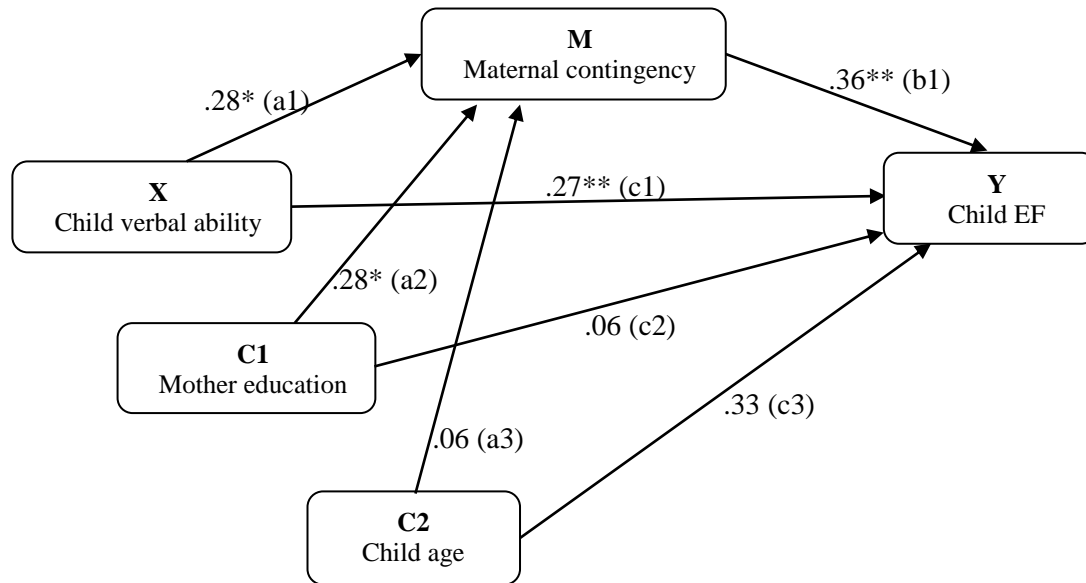 M
Maternal contingency
.28* (a1)
.36** (b1)
X
Child verbal ability
.27** (c1)
Y
Child EF
.28* (a2)
.06 (c2)
C1
Mother education
.33 (c3)
.06 (a3)
C2
Child age